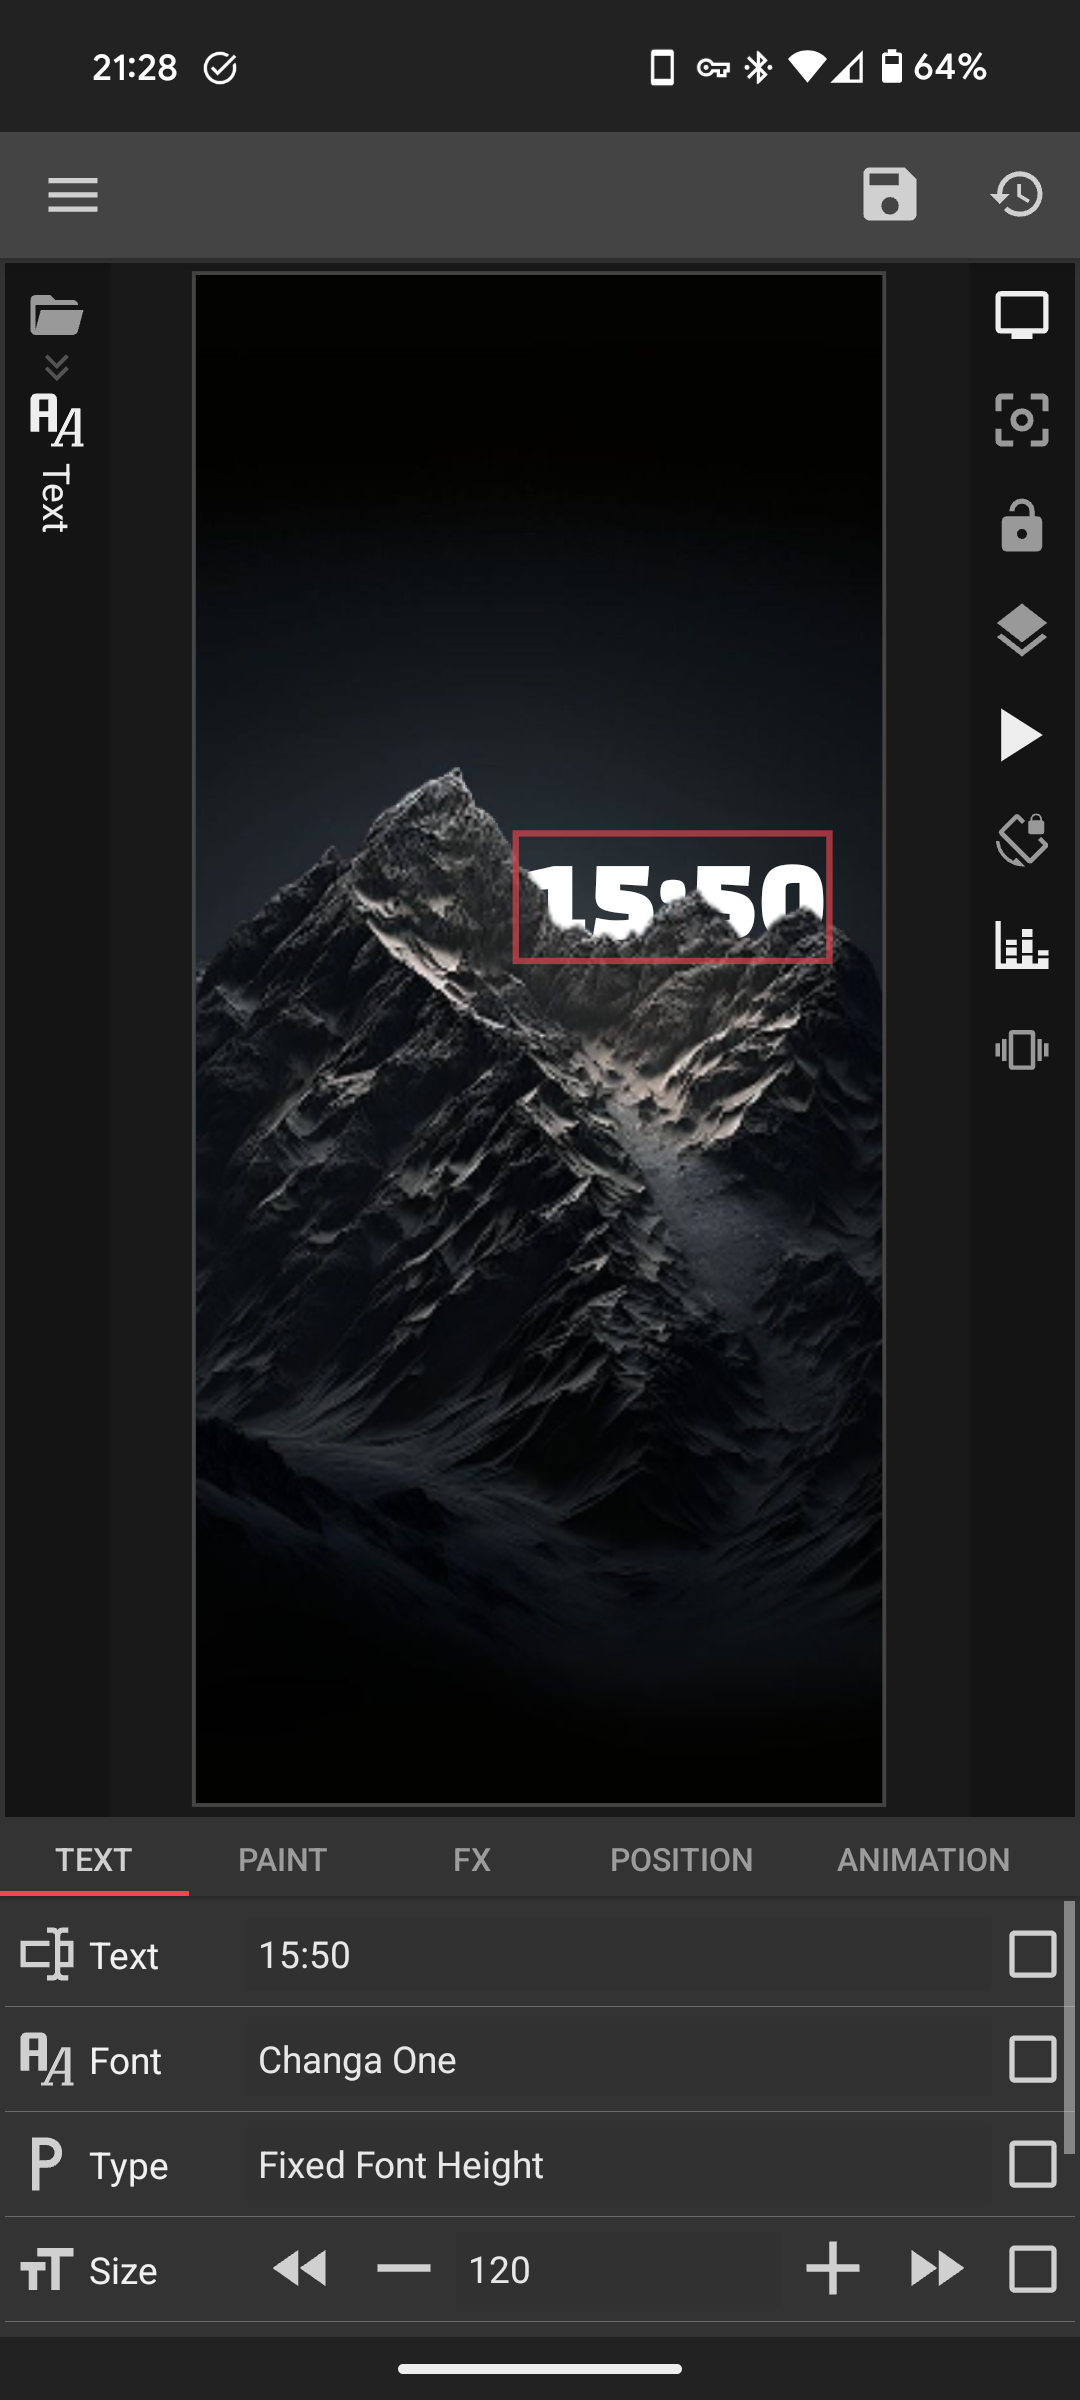 21:28 64%
Text
15:50
TEXT PAINT FX POSITION ANIMATION
Text 15:50
Font Changa One
Type Fixed Font Height
Size 120